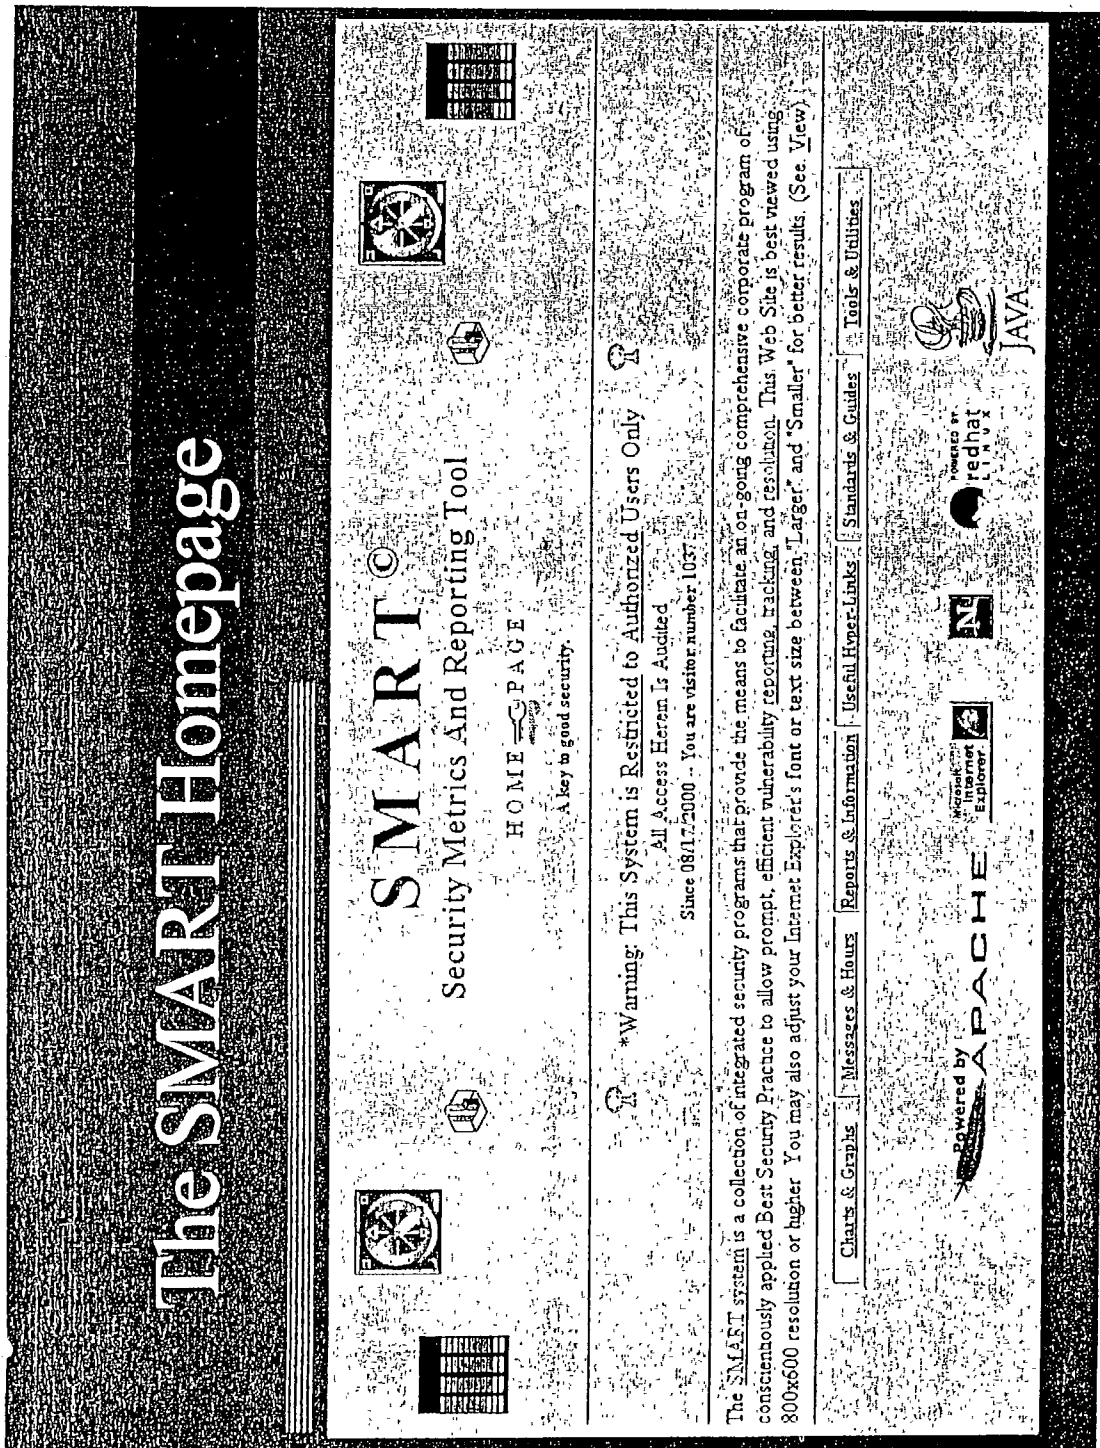 The SMART Homepage
SMART©
Security Metrics And Reporting Tool
HOME PAGE
A key to good security.
*Warning: This System is Restricted to Authorized Users Only
All Access Herein Is Audited
Since 08/17/2000 - You are visitor number 1037
The SMART system is a collection of integrated security programs that provide the means to facilitate an on-going comprehensive corporate program of
conscientiously applied Best Security Practice to allow prompt, efficient vulnerability reporting, tracking, and resolution. This Web Site is best viewed using
800x600 resolution or higher. You may also adjust your Internet Explorer's font or text size between "Larger" and "Smaller" for better results. (See: View)
Charts & Graphs Messages & Hours Reports & Information Useful Hyper-Links Standards & Guides Tools & Utilities
Powered by
APACHE
Microsoft
Internet
Explorer
N
POWERED BY
redhat
LINUX
JAVA